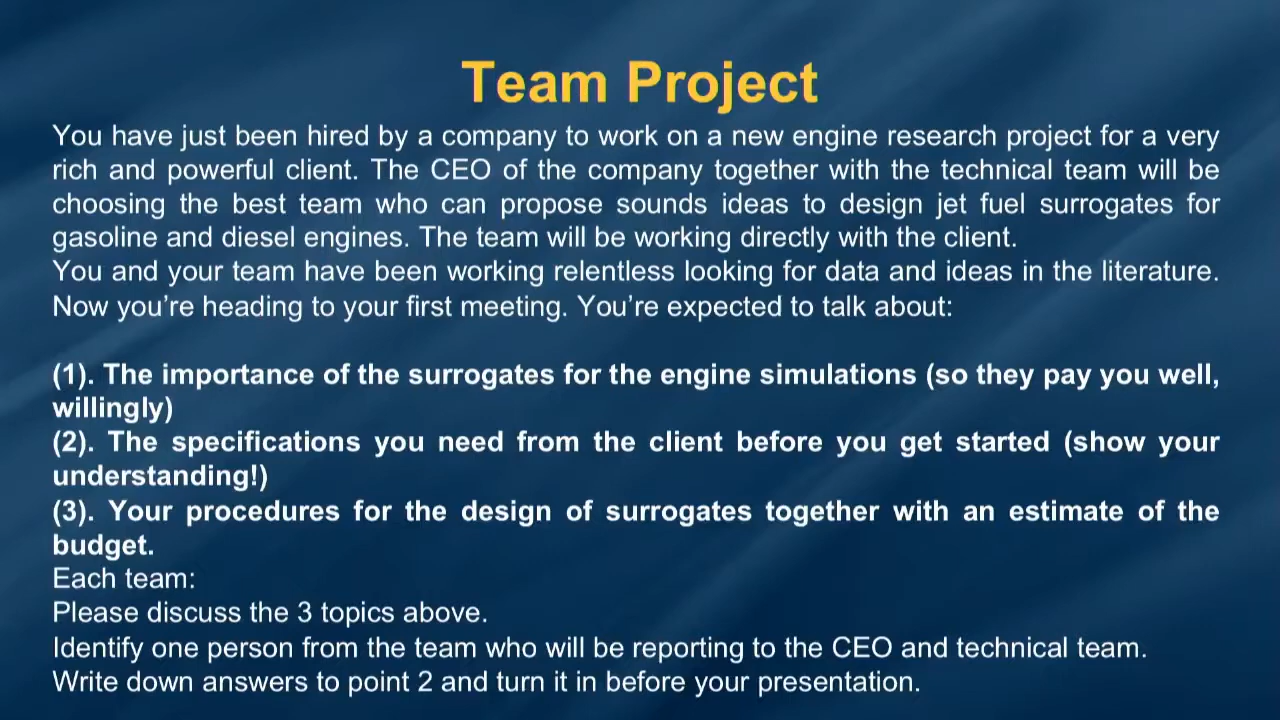 Team Project
You have just been hired by a company to work on a new engine research project for a very
rich and powerful client. The CEO of the company together with the technical team will be
choosing the best team who can propose sounds ideas to design jet fuel surrogates for
gasoline and diesel engines. The team will be working directly with the client.
You and your team have been working relentless looking for data and ideas in the literature.
Now you’re heading to your first meeting. You’re expected to talk about:
(1). The importance of the surrogates for the engine simulations (so they pay you well,
willingly)
(2). The specifications you need from the client before you get started (show your
understanding!)
(3). Your procedures for the design of surrogates together with an estimate of the
budget.
Each team:
Please discuss the 3 topics above.
Identify one person from the team who will be reporting to the CEO and technical team.
Write down answers to point 2 and turn it in before your presentation.